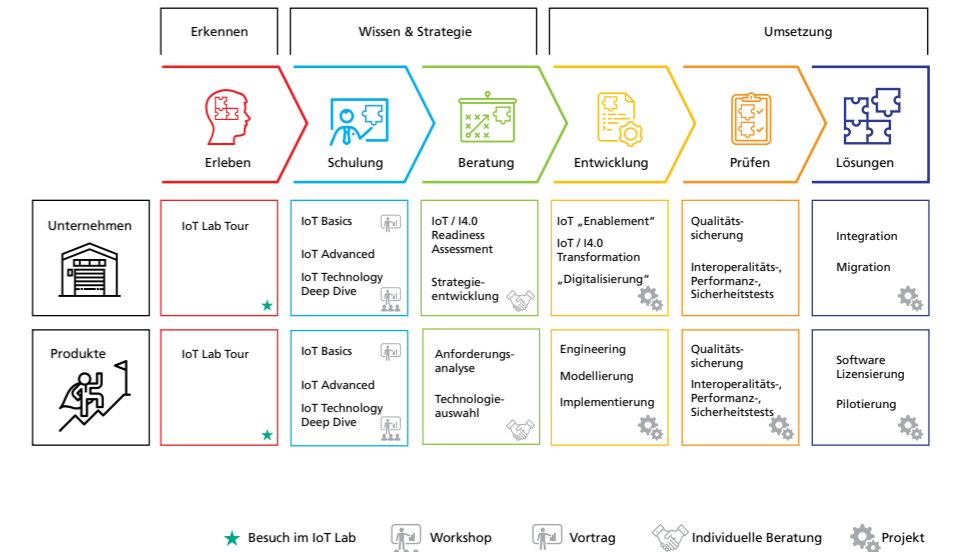 Erkennen
Wissen & Strategie
Umsetzung
Erleben
Schulung
Beratung
Entwicklung
Prüfen
Lösungen
Unternehmen
IoT Lab Tour
IoT Basics
IoT Advanced
IoT Technology
Deep Dive
IoT / I4.0
Readiness
Assessment
Strategie-
entwicklung
IoT „Enablement“
IoT / I4.0
Transformation
„Digitalisierung“
Qualitäts-
sicherung
Interoperalitäts-,
Performanz-,
Sicherheitstests
Integration
Migration
Produkte
IoT Lab Tour
IoT Basics
IoT Advanced
IoT Technology
Deep Dive
Anforderungs-
analyse
Technologie-
auswahl
Engineering
Modellierung
Implementierung
Qualitäts-
sicherung
Interoperalitäts-,
Performanz-,
Sicherheitstests
Software
Lizensierung
Pilotierung
Besuch im IoT Lab
Workshop
Vortrag
Individuelle Beratung
Projekt